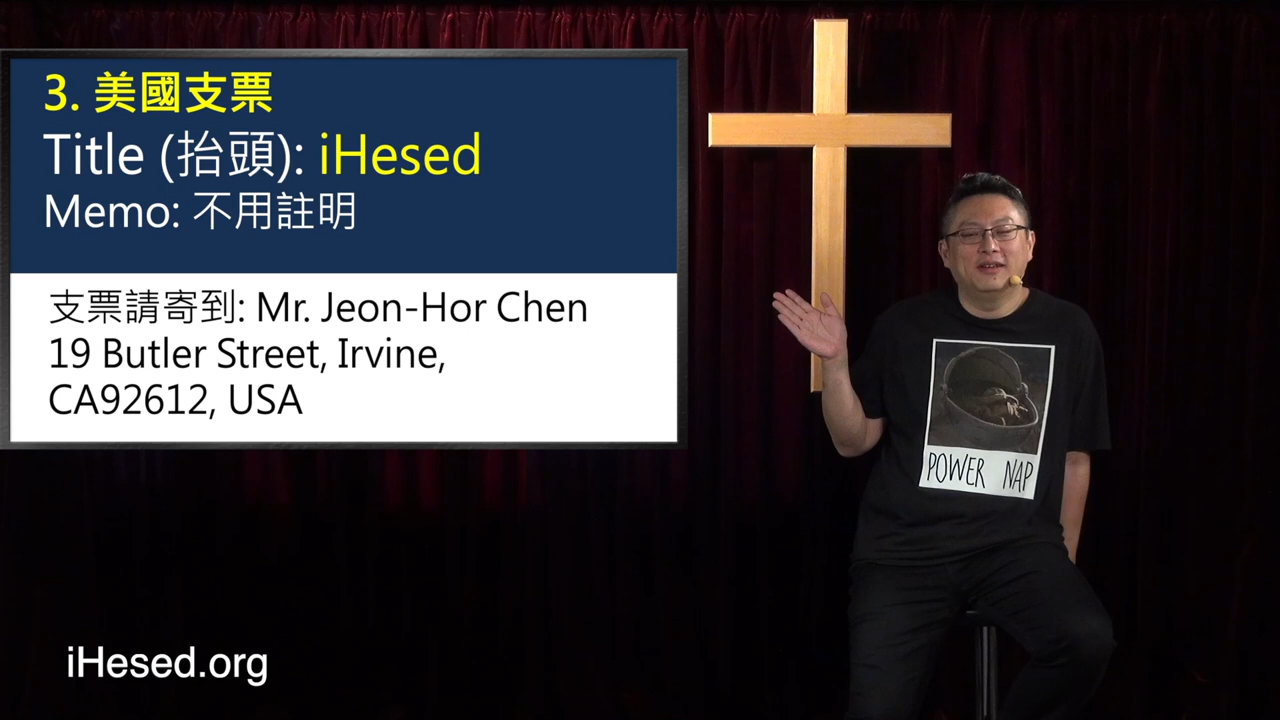 3. 美國支票
Title (抬頭): iHesed
Memo: 不用註明
支票請寄到: Mr. Jeon-Hor Chen
19 Butler Street, Irvine,
CA92612, USA
POWER NAP
iHesed.org